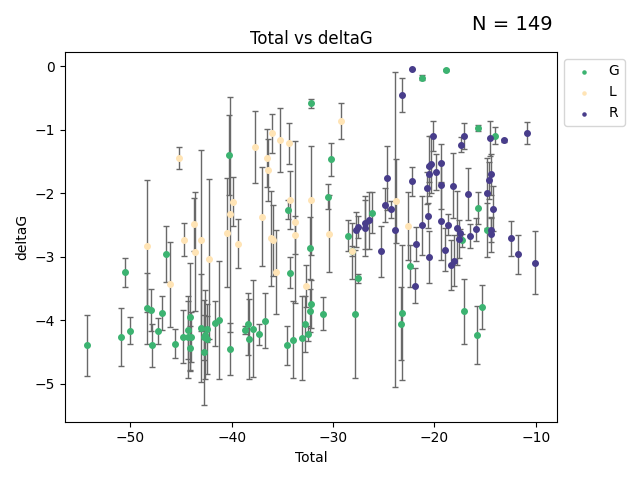 N = 149
Total vs deltaG
G
L
R
0
−1
−2
−3
−4
−5
deltaG
−50 −40 −30 −20 −10
Total